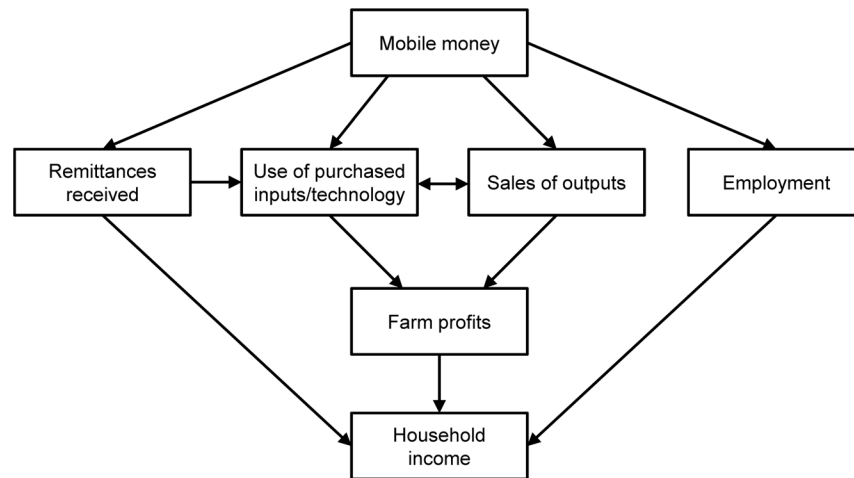 Mobile money
Remittances
received
Use of purchased
inputs/technology
Sales of outputs
Employment
Farm profits
Household
income